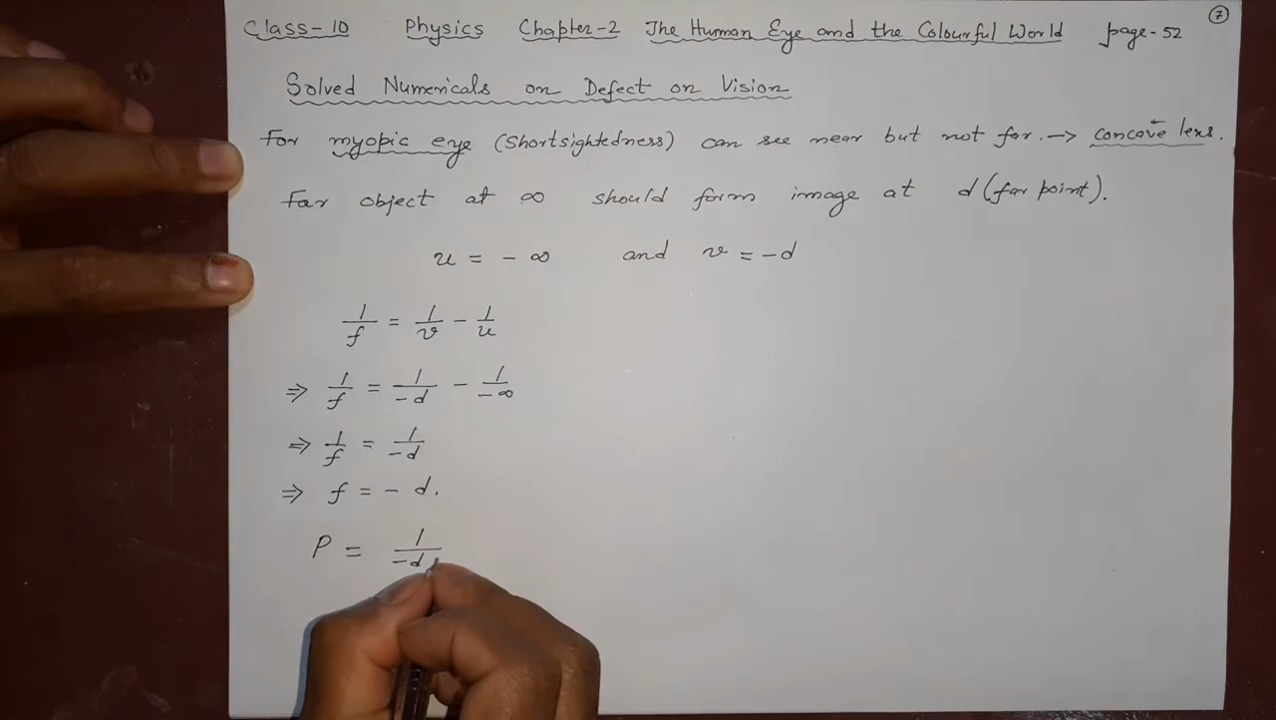 7
Class-10 Physics Chapter-2 The Human Eye and the Colourful World page-52
Solved Numericals on Defect on Vision
For myopic eye (Shortsightedness) can see near but not far. → concave lens.
Far object at ∞ should form image at d (far point).
u = - ∞ and v = -d
1/f = 1/v - 1/u
⇒ 1/f = 1/-d - 1/-∞
⇒ 1/f = 1/-d
⇒ f = - d.
P = 1/-d